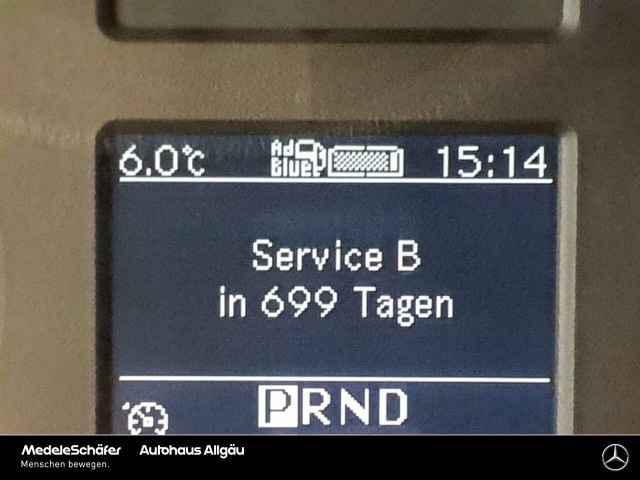 6.0°C
Ad
Blue
15:14
Service B
in 699 Tagen
PRND
MedeleSchäfer
Autohaus Allgäu
Menschen bewegen.